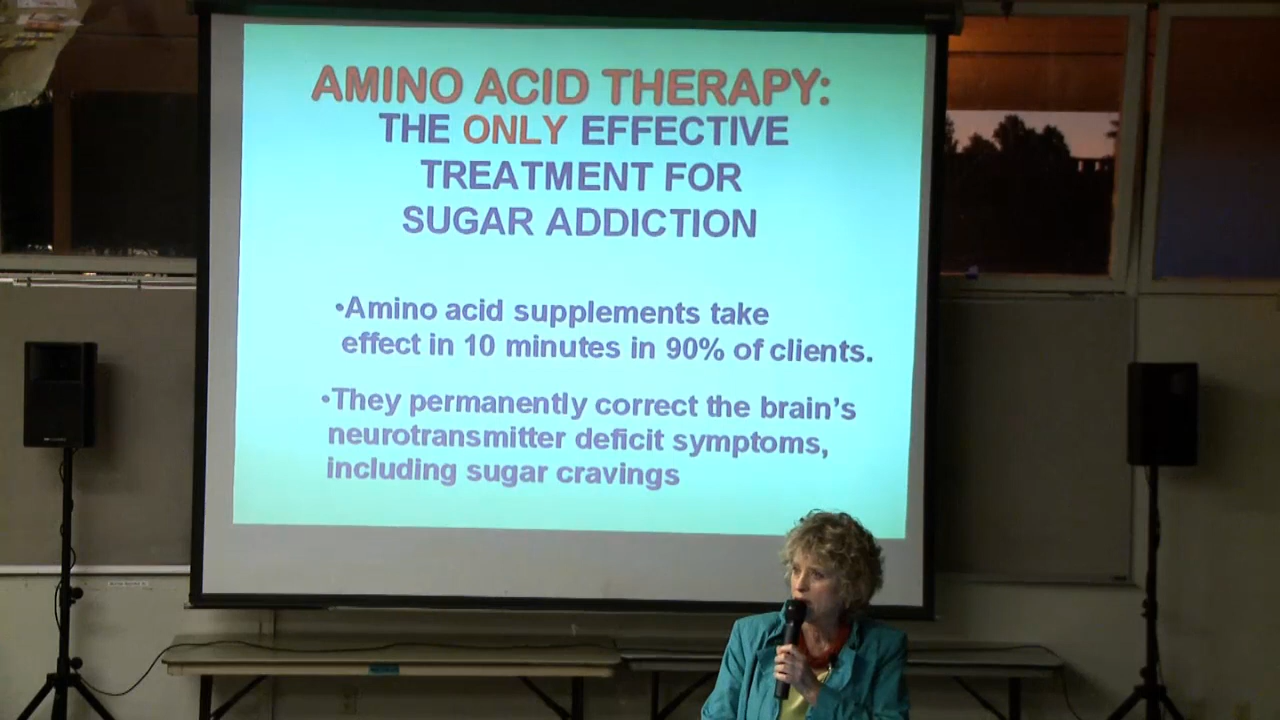 AMINO ACID THERAPY:
THE ONLY EFFECTIVE
TREATMENT FOR
SUGAR ADDICTION
•Amino acid supplements take
effect in 10 minutes in 90% of clients.
•They permanently correct the brain's
neurotransmitter deficit symptoms,
including sugar cravings